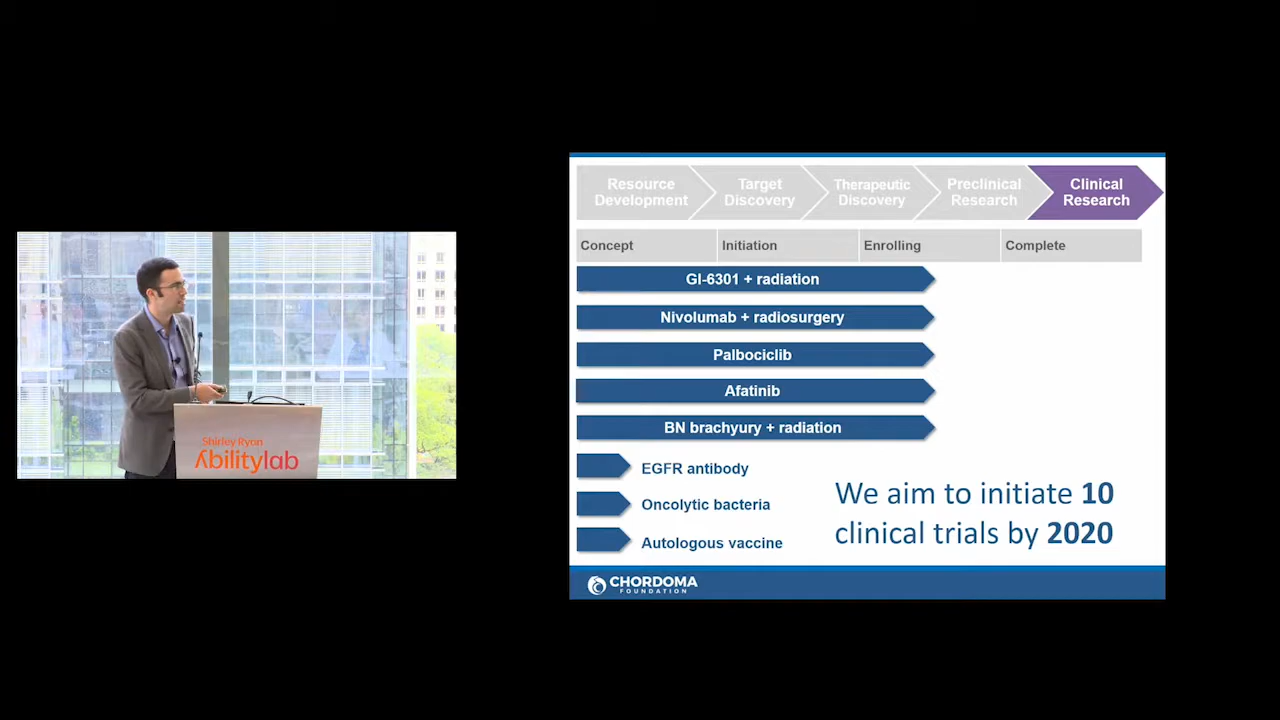 Shirley Ryan
Abilitylab
Resource
Development
Target
Discovery
Therapeutic
Discovery
Preclinical
Research
Clinical
Research
Concept
Initiation
Enrolling
Complete
GI-6301 + radiation
Nivolumab + radiosurgery
Palbociclib
Afatinib
BN brachyury + radiation
EGFR antibody
Oncolytic bacteria
Autologous vaccine
We aim to initiate 10
clinical trials by 2020
CHORDOMA
FOUNDATION